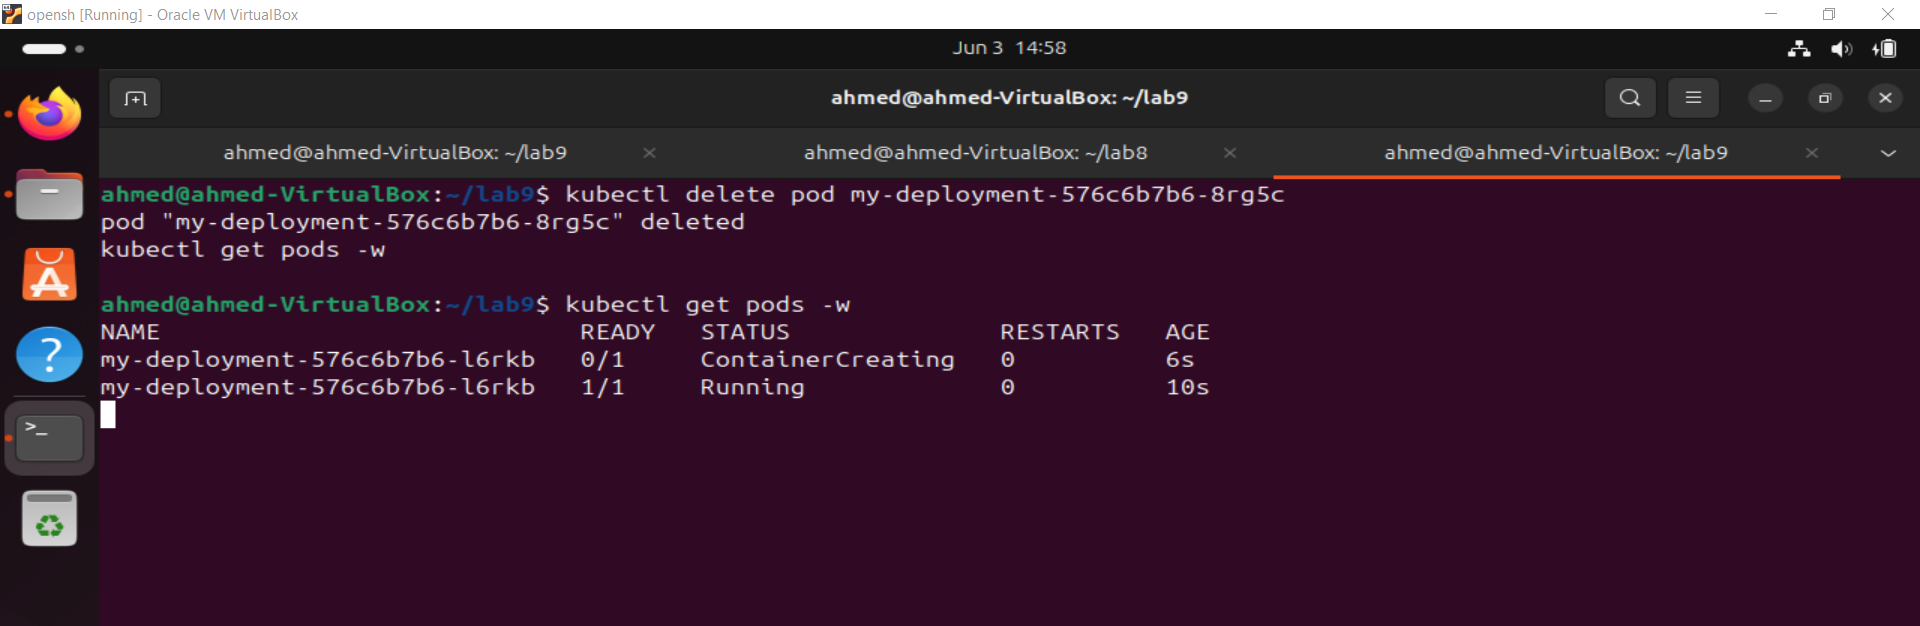 opensh [Running] - Oracle VM VirtualBox
Jun 3 14:58
ahmed@ahmed-VirtualBox: ~/lab9
ahmed@ahmed-VirtualBox: ~/lab9
ahmed@ahmed-VirtualBox: ~/lab8
ahmed@ahmed-VirtualBox: ~/lab9
ahmed@ahmed-VirtualBox:~/lab9$ kubectl delete pod my-deployment-576c6b7b6-8rg5c
pod "my-deployment-576c6b7b6-8rg5c" deleted
kubectl get pods -w
ahmed@ahmed-VirtualBox:~/lab9$ kubectl get pods -w
NAME READY STATUS RESTARTS AGE
my-deployment-576c6b7b6-l6rkb 0/1 ContainerCreating 0 6s
my-deployment-576c6b7b6-l6rkb 1/1 Running 0 10s